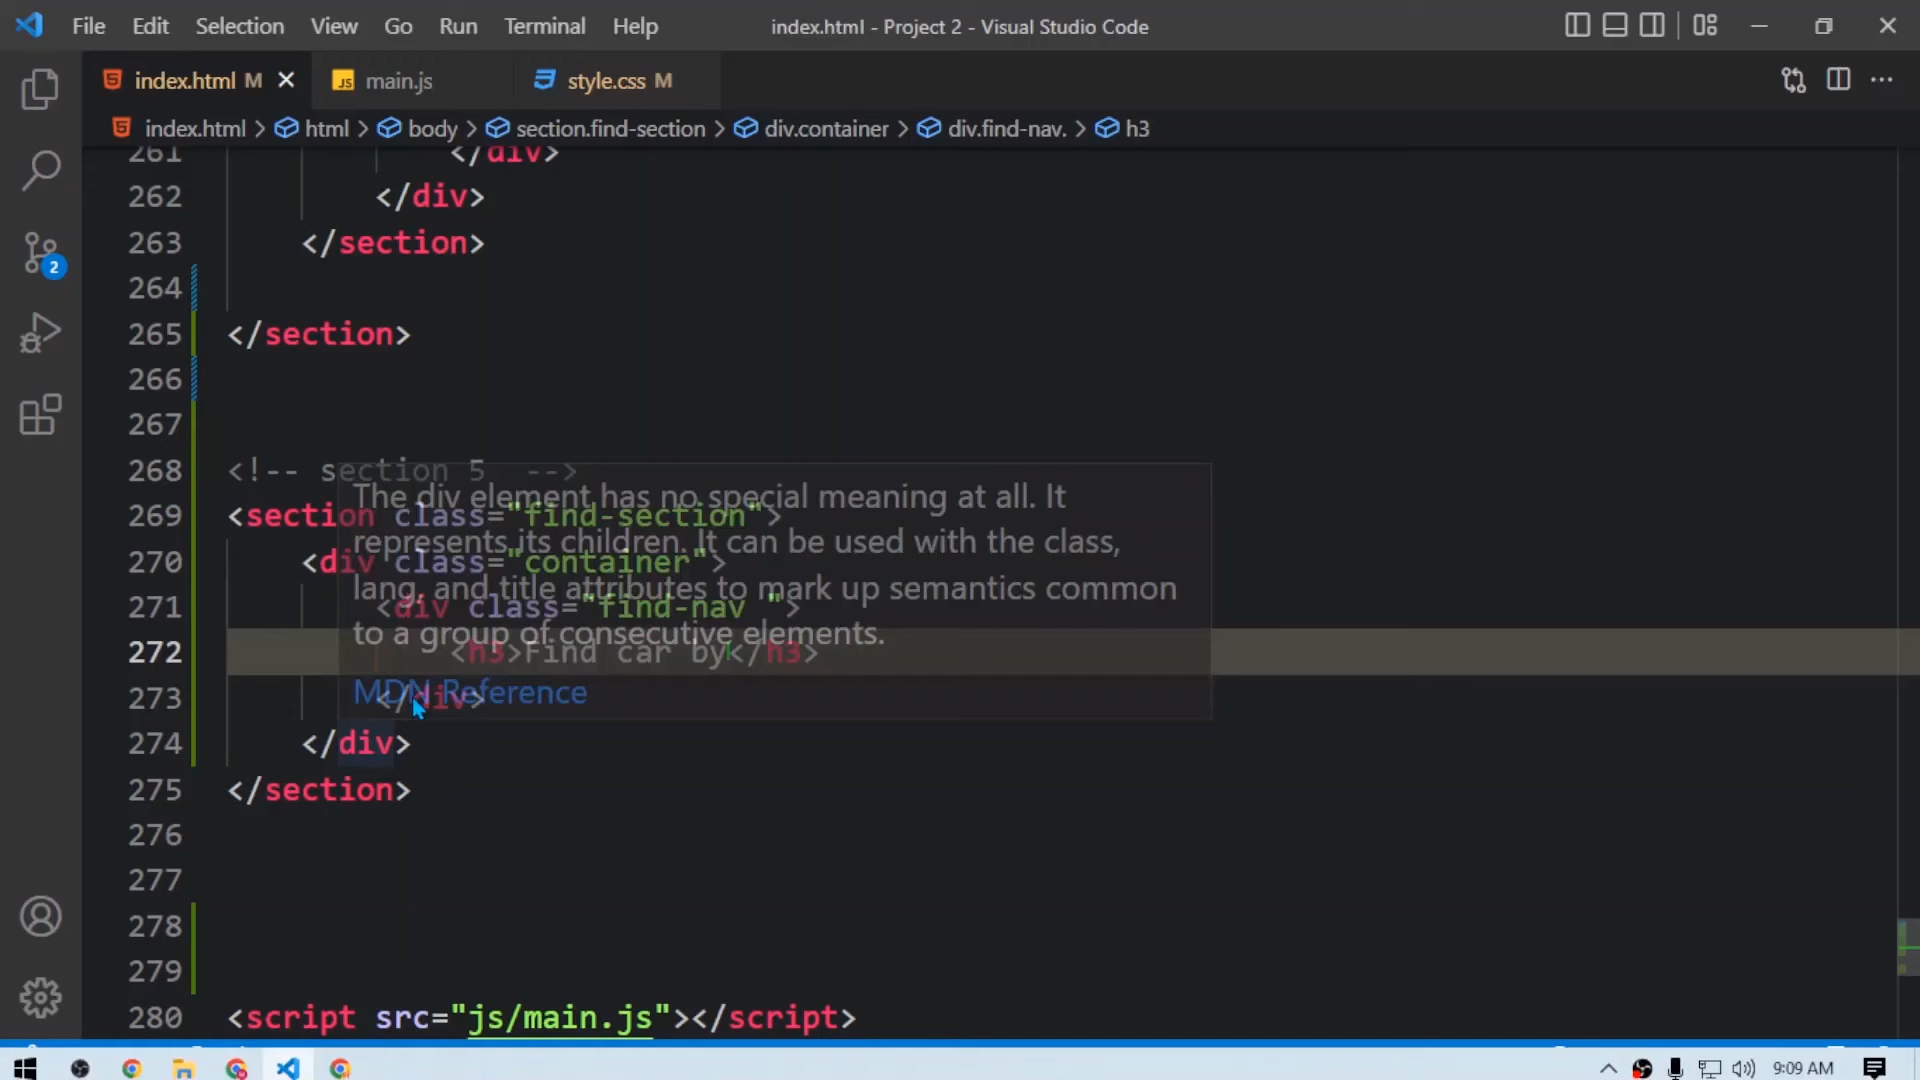 File Edit Selection View Go Run Terminal Help index.html - Project 2 - Visual Studio Code
index.html M main.js style.css M
index.html > html > body > section.find-section > div.container > div.find-nav. > h3
261 </div>
262 </div>
263 </section>
264
265 </section>
266
267
268 <!-- section 5 -->
The div element has no special meaning at all. It
269 <section class="find-section">
represents its children. It can be used with the class,
270 <div class="container">
lang, and title attributes to mark up semantics common
271 <div class="find-nav ">
to a group of consecutive elements.
272 <h3>Find car by</h3>
MDN Reference
273 </div>
274 </div>
275 </section>
276
277
278
279
280 <script src="js/main.js"></script>
2
9:09 AM